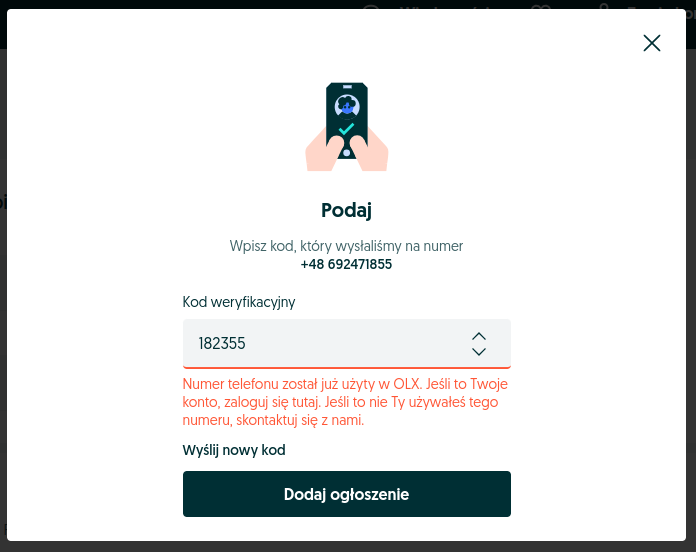 Podaj
Wpisz kod, który wysłaliśmy na numer
+48 692471855
Kod weryfikacyjny
182355
Numer telefonu został już użyty w OLX. Jeśli to Twoje
konto, zaloguj się tutaj. Jeśli to nie Ty używałeś tego
numeru, skontaktuj się z nami.
Wyślij nowy kod
Dodaj ogłoszenie